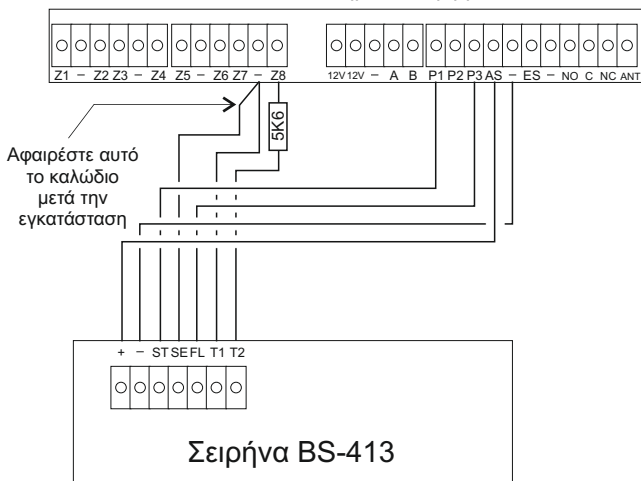 Z1 – Z2 Z3 – Z4 Z5 – Z6 Z7 – Z8 12V 12V – A B P1 P2 P3 AS – ES – NO C NC ANT
5K6
Αφαιρέστε αυτό
το καλώδιο
μετά την
εγκατάσταση
+ – ST SE FL T1 T2
Σειρήνα BS-413